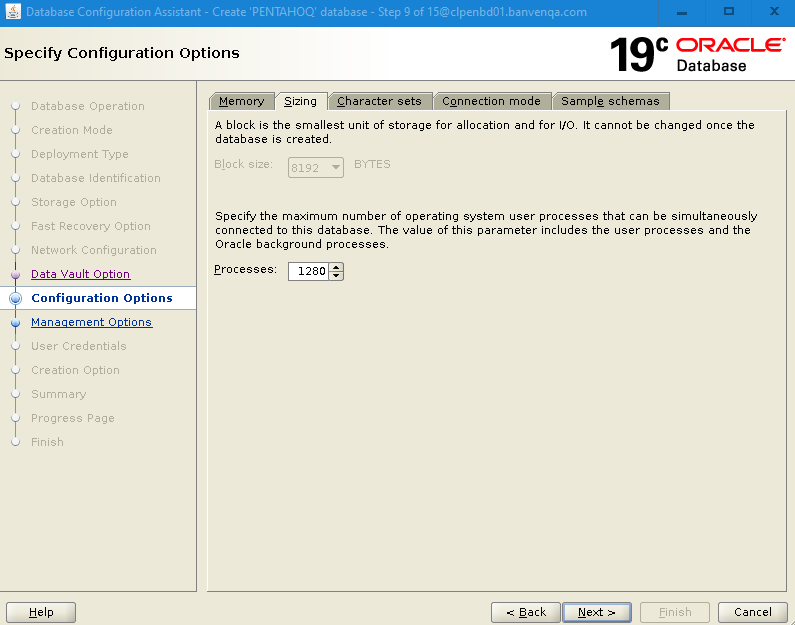 Database Configuration Assistant - Create 'PENTAHOQ' database - Step 9 of 15@clpenbd01.banvenqa.com
Specify Configuration Options
19c ORACLE®
Database
Database Operation
Creation Mode
Deployment Type
Database Identification
Storage Option
Fast Recovery Option
Network Configuration
Data Vault Option
Configuration Options
Management Options
User Credentials
Creation Option
Summary
Progress Page
Finish
Memory Sizing Character sets Connection mode Sample schemas
A block is the smallest unit of storage for allocation and for I/O. It cannot be changed once the
database is created.
Block size: 8192 BYTES
Specify the maximum number of operating system user processes that can be simultaneously
connected to this database. The value of this parameter includes the user processes and the
Oracle background processes.
Processes: 1280
Help < Back Next > Finish Cancel